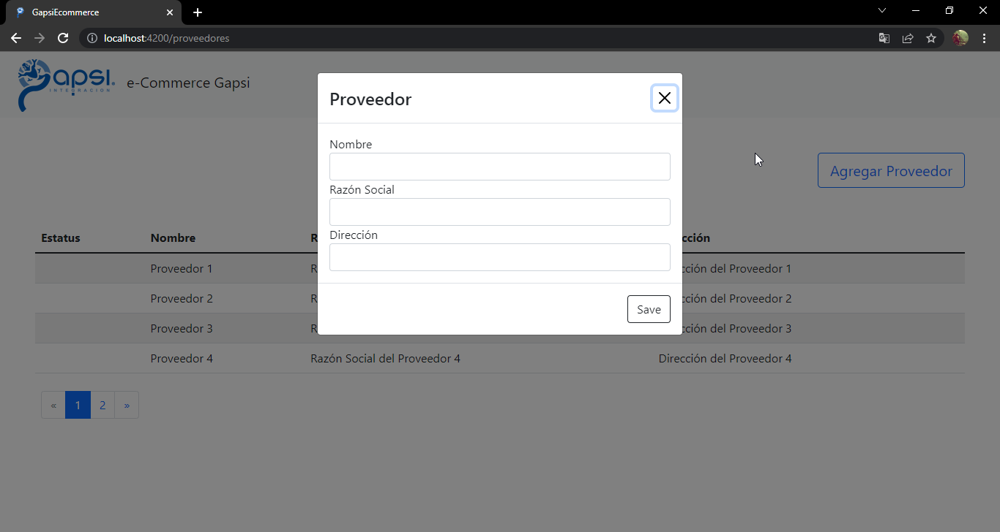 GapsiEcommerce
localhost:4200/proveedores
apsi.
INTEGRACION
e-Commerce Gapsi
Proveedor
Nombre
Razón Social
Dirección
Save
Agregar Proveedor
Estatus Nombre R cción
Proveedor 1 R cción del Proveedor 1
Proveedor 2 R cción del Proveedor 2
Proveedor 3 R cción del Proveedor 3
Proveedor 4 Razón Social del Proveedor 4 Dirección del Proveedor 4
« 1 2 »